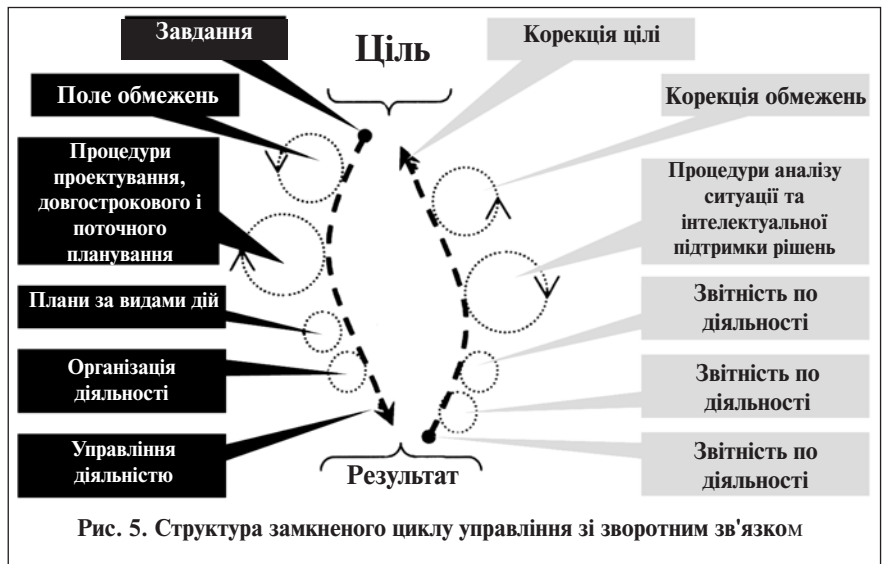 Завдання
Ціль
Корекція цілі
Поле обмежень
Корекція обмежень
Процедури
проектування,
довгострокового і
поточного
планування
Процедури аналізу
ситуації та
інтелектуальної
підтримки рішень
Плани за видами дій
Звітність по
діяльності
Організація
діяльності
Звітність по
діяльності
Управління
діяльністю
Результат
Звітність по
діяльності
Рис. 5. Структура замкненого циклу управління зі зворотним зв'язком